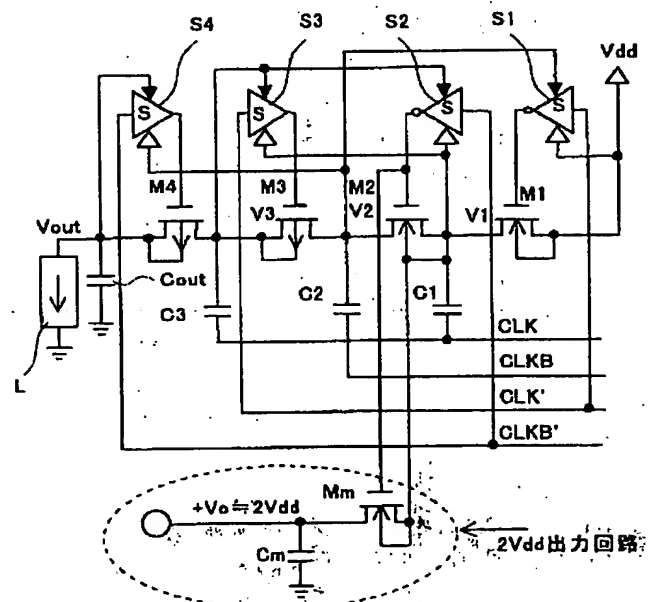 S4
S3
S2
S1
Vdd
S
S
S
S
M4
M3
M2
M1
Vout
V3
V2
V1
Cout
C3
C2
C1
CLK
CLKB
L
CLK'
CLKB'
Mm
+Vo≒2Vdd
Cm
2Vdd出力回路